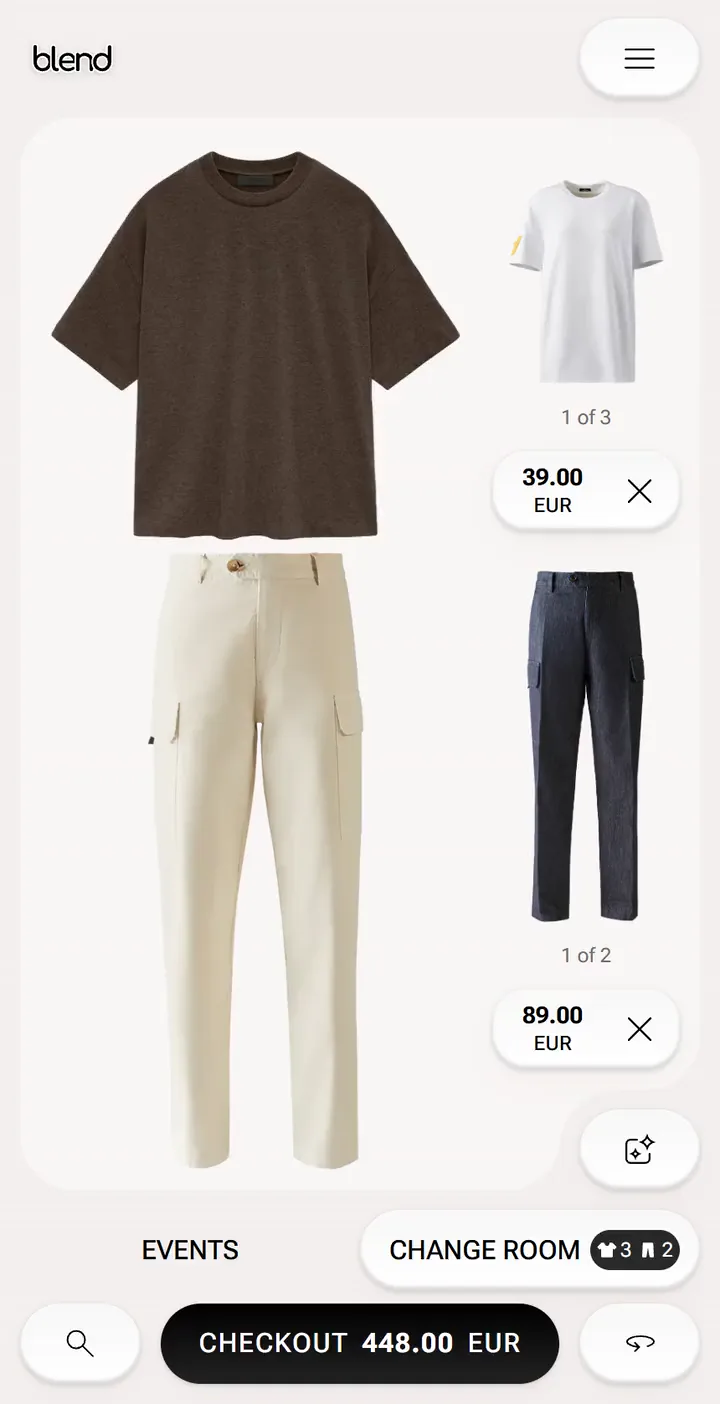 blend
1 of 3
39.00
EUR
1 of 2
89.00
EUR
EVENTS
CHANGE ROOM 3 2
CHECKOUT 448.00 EUR